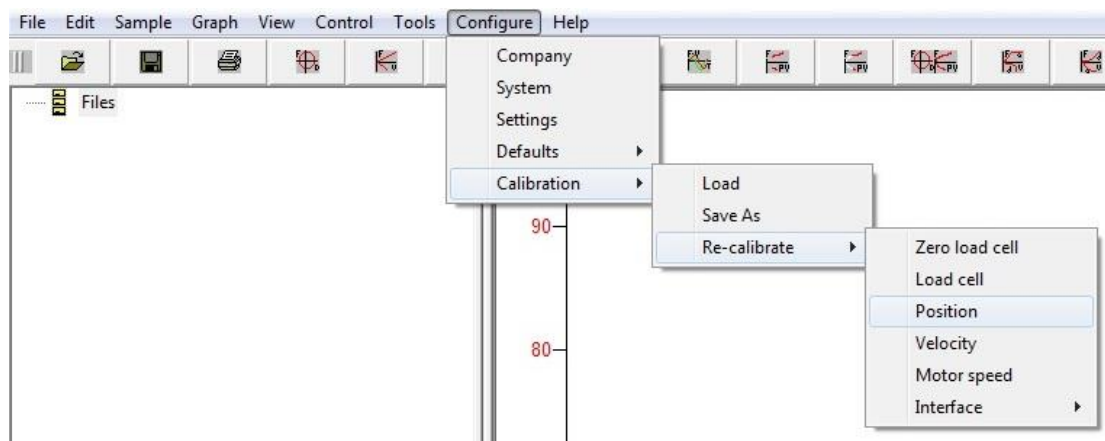 File Edit Sample Graph View Control Tools Configure Help
Files
Company
System
Settings
Defaults
Calibration
Load
Save As
Re-calibrate
Zero load cell
Load cell
Position
Velocity
Motor speed
Interface
90
80